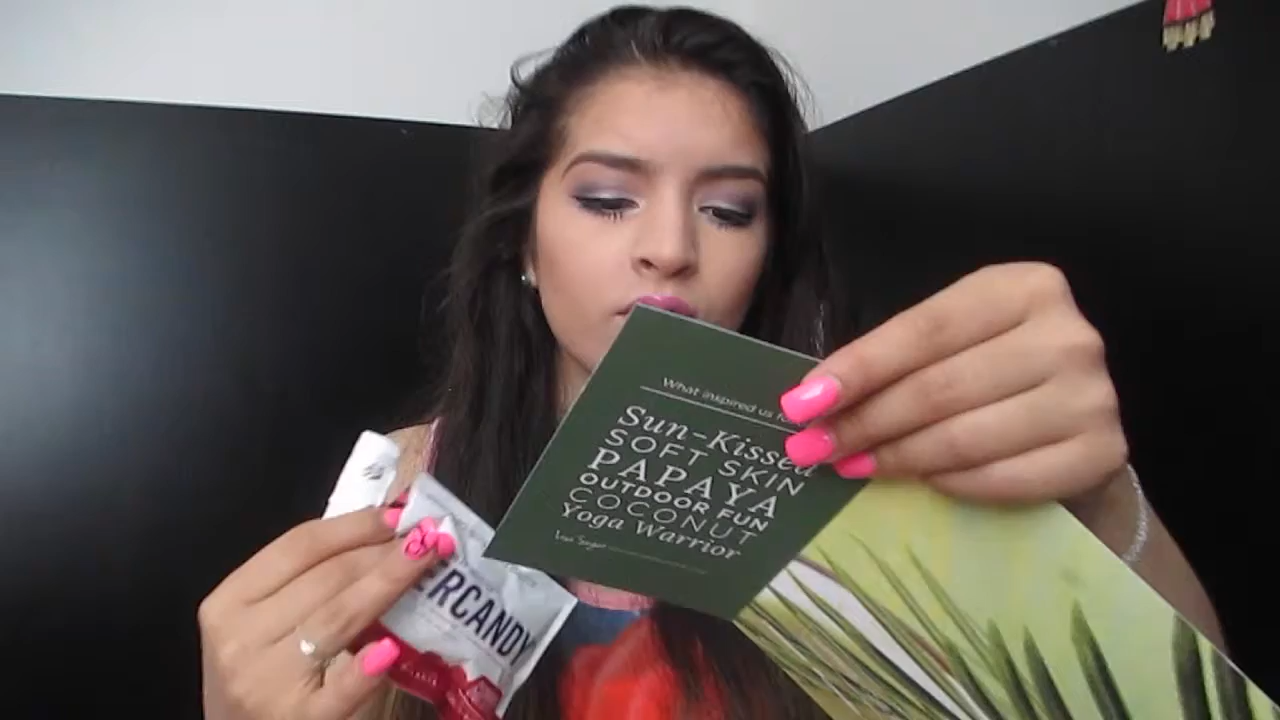 What inspired us
Sun-Kissed
SOFT SKIN
PAPAYA
OUTDOOR FUN
COCONUT
Yoga Warrior
ERCANDY